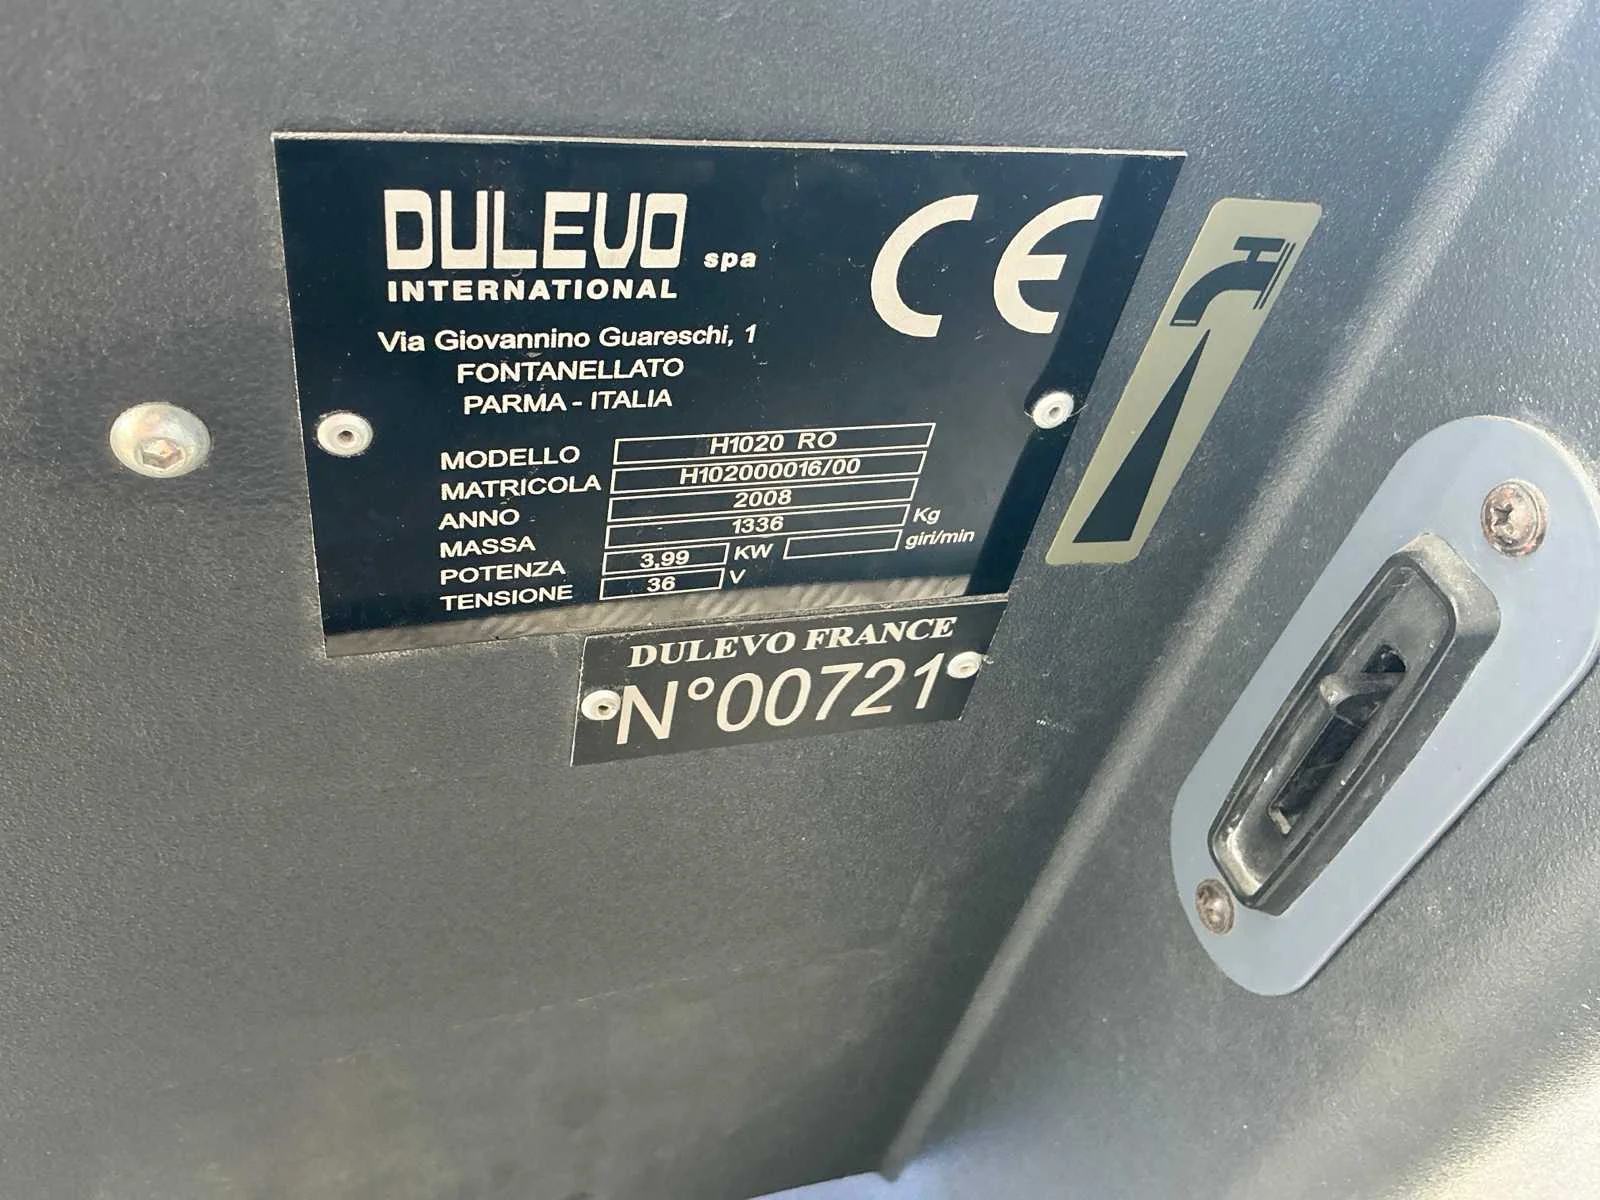 DULEVO spa
INTERNATIONAL
CE
Via Giovannino Guareschi, 1
FONTANELLATO
PARMA - ITALIA
MODELLO H1020 RO
MATRICOLA H102000016/00
ANNO 2008
MASSA 1336 Kg
POTENZA 3,99 KW giri/min
TENSIONE 36 V
DULEVO FRANCE
N°00721